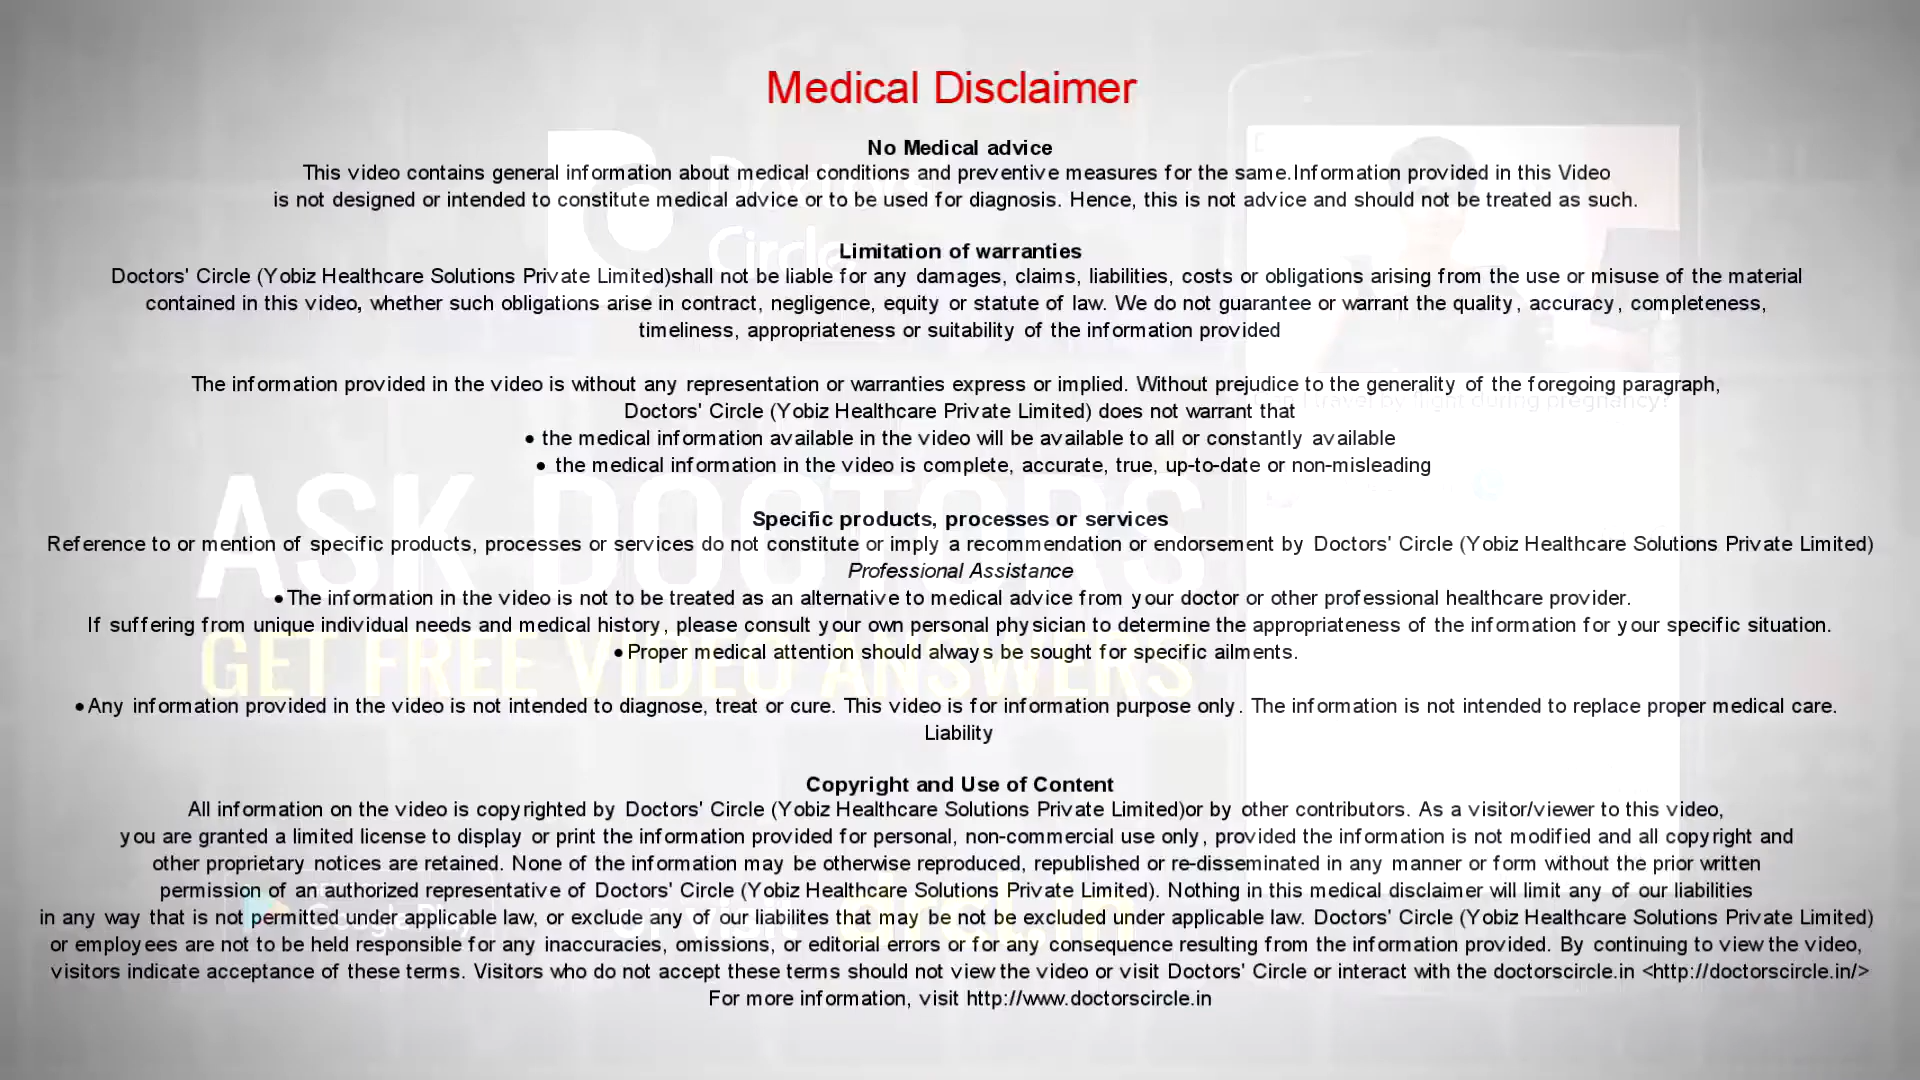 Medical Disclaimer
No Medical advice
This video contains general information about medical conditions and preventive measures for the same.Information provided in this Video
is not designed or intended to constitute medical advice or to be used for diagnosis. Hence, this is not advice and should not be treated as such.
Doctors'
Circle
Limitation of warranties
Doctors' Circle (Yobiz Healthcare Solutions Private Limited)shall not be liable for any damages, claims, liabilities, costs or obligations arising from the use or misuse of the material
contained in this video, whether such obligations arise in contract, negligence, equity or statute of law. We do not guarantee or warrant the quality, accuracy, completeness,
timeliness, appropriateness or suitability of the information provided
The information provided in the video is without any representation or warranties express or implied. Without prejudice to the generality of the foregoing paragraph,
Can I travel by flight during pregnancy?
Doctors' Circle (Yobiz Healthcare Private Limited) does not warrant that
• the medical information available in the video will be available to all or constantly available
• the medical information in the video is complete, accurate, true, up-to-date or non-misleading
ASK DOCTORS
Specific products, processes or services
Reference to or mention of specific products, processes or services do not constitute or imply a recommendation or endorsement by Doctors' Circle (Yobiz Healthcare Solutions Private Limited)
Professional Assistance
•The information in the video is not to be treated as an alternative to medical advice from your doctor or other professional healthcare provider.
If suffering from unique individual needs and medical history, please consult your own personal physician to determine the appropriateness of the information for your specific situation.
GET FREE VIDEO ANSWERS
•Proper medical attention should always be sought for specific ailments.
•Any information provided in the video is not intended to diagnose, treat or cure. This video is for information purpose only. The information is not intended to replace proper medical care.
Liability
Copyright and Use of Content
All information on the video is copyrighted by Doctors' Circle (Yobiz Healthcare Solutions Private Limited)or by other contributors. As a visitor/viewer to this video,
you are granted a limited license to display or print the information provided for personal, non-commercial use only, provided the information is not modified and all copyright and
other proprietary notices are retained. None of the information may be otherwise reproduced, republished or re-disseminated in any manner or form without the prior written
permission of an authorized representative of Doctors' Circle (Yobiz Healthcare Solutions Private Limited). Nothing in this medical disclaimer will limit any of our liabilities
in any way that is not permitted under applicable law, or exclude any of our liabilites that may be not be excluded under applicable law. Doctors' Circle (Yobiz Healthcare Solutions Private Limited)
Google Play
or visit drcl.in
or employees are not to be held responsible for any inaccuracies, omissions, or editorial errors or for any consequence resulting from the information provided. By continuing to view the video,
visitors indicate acceptance of these terms. Visitors who do not accept these terms should not view the video or visit Doctors' Circle or interact with the doctorscircle.in <http://doctorscircle.in/>
For more information, visit http://www.doctorscircle.in